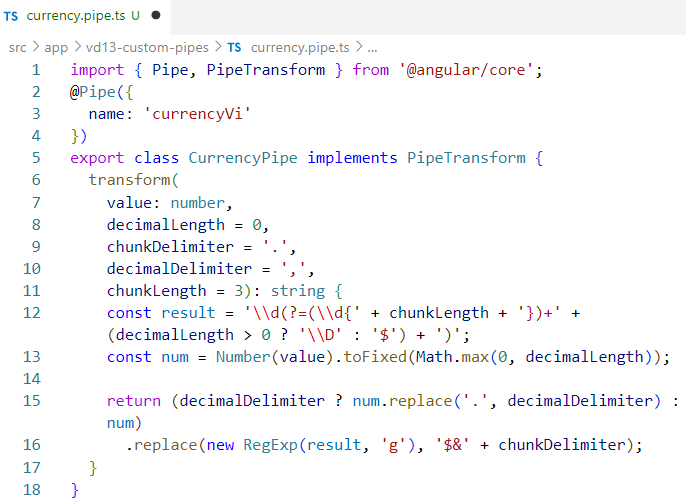 TS currency.pipe.ts U ●
src > app > vd13-custom-pipes > TS currency.pipe.ts > ...
1 import { Pipe, PipeTransform } from '@angular/core';
2 @Pipe({
3   name: 'currencyVi'
4 })
5 export class CurrencyPipe implements PipeTransform {
6   transform(
7     value: number,
8     decimalLength = 0,
9     chunkDelimiter = '.',
10     decimalDelimiter = ',',
11     chunkLength = 3): string {
12     const result = '\\d(?=(\\d{' + chunkLength + '})+' +
    (decimalLength > 0 ? '\\D' : '$') + ')';
13     const num = Number(value).toFixed(Math.max(0, decimalLength));
14
15     return (decimalDelimiter ? num.replace('.', decimalDelimiter) :
    num)
16       .replace(new RegExp(result, 'g'), '$&' + chunkDelimiter);
17   }
18 }